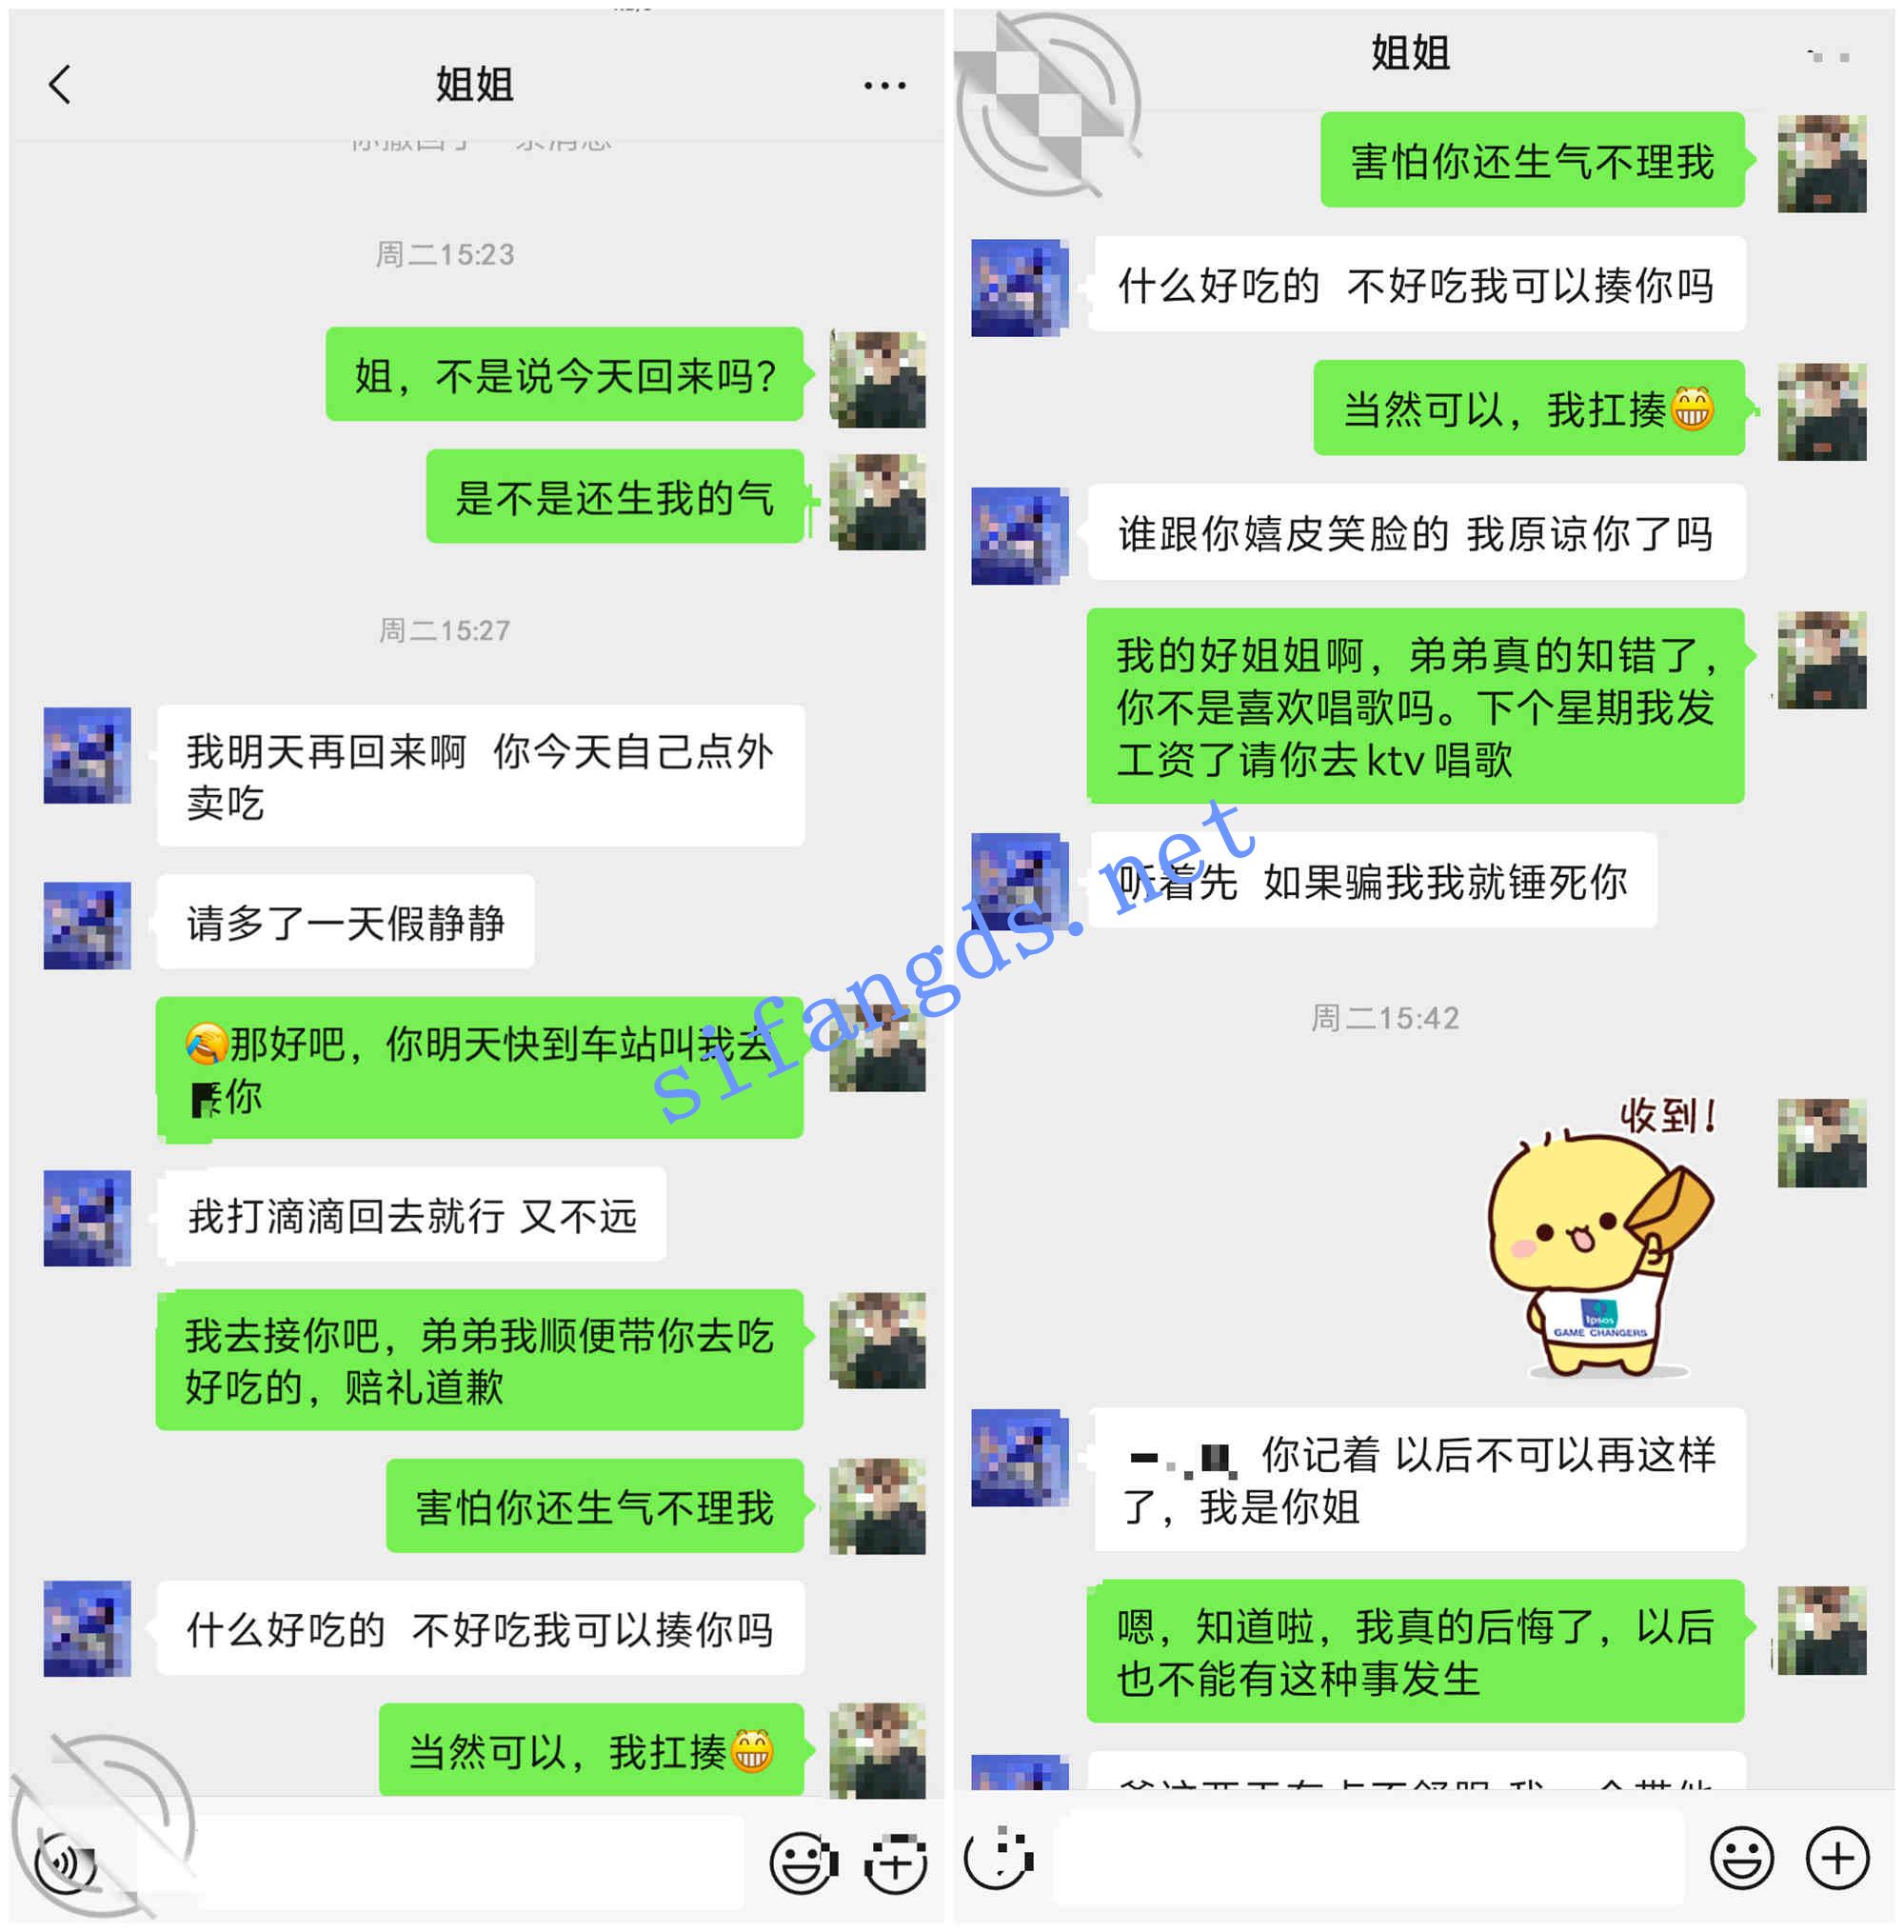 姐姐
周二15:23
姐，不是说今天回来吗？
是不是还生我的气
周二15:27
我明天再回来啊 你今天自己点外
卖吃
请多了一天假静静
🤣那好吧，你明天快到车站叫我去
你
我打滴滴回去就行 又不远
我去接你吧，弟弟我顺便带你去吃
好吃的，赔礼道歉
害怕你还生气不理我
什么好吃的 不好吃我可以揍你吗
当然可以，我扛揍😁
姐姐
害怕你还生气不理我
什么好吃的 不好吃我可以揍你吗
当然可以，我扛揍😁
谁跟你嬉皮笑脸的 我原谅你了吗
我的好姐姐啊，弟弟真的知错了，
你不是喜欢唱歌吗。下个星期我发
工资了请你去ktv唱歌
听着先 如果骗我我就锤死你
周二15:42
收到！
Ipsos
GAME CHANGERS
你记着 以后不可以再这样
了，我是你姐
嗯，知道啦，我真的后悔了，以后
也不能有这种事发生
sifangds.net